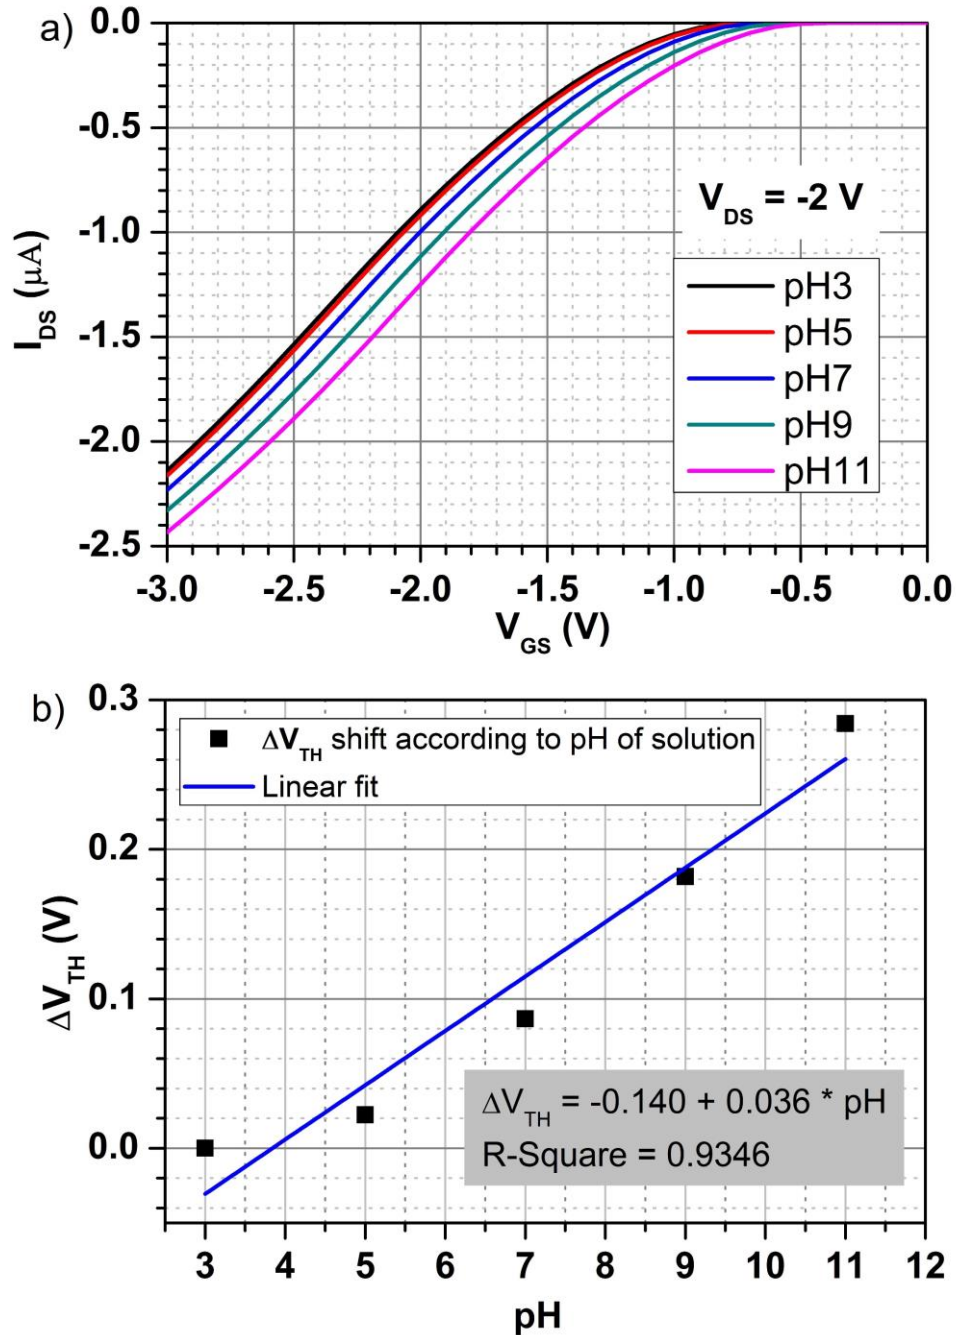 a)
0.0
-0.5
-1.0
-1.5
-2.0
-2.5
I_DS (μA)
V_DS = -2 V
pH3
pH5
pH7
pH9
pH11
-3.0 -2.5 -2.0 -1.5 -1.0 -0.5 0.0
V_GS (V)
b)
0.3
0.2
0.1
0.0
ΔV_TH (V)
ΔV_TH shift according to pH of solution
Linear fit
ΔV_TH = -0.140 + 0.036 * pH
R-Square = 0.9346
3 4 5 6 7 8 9 10 11 12
pH